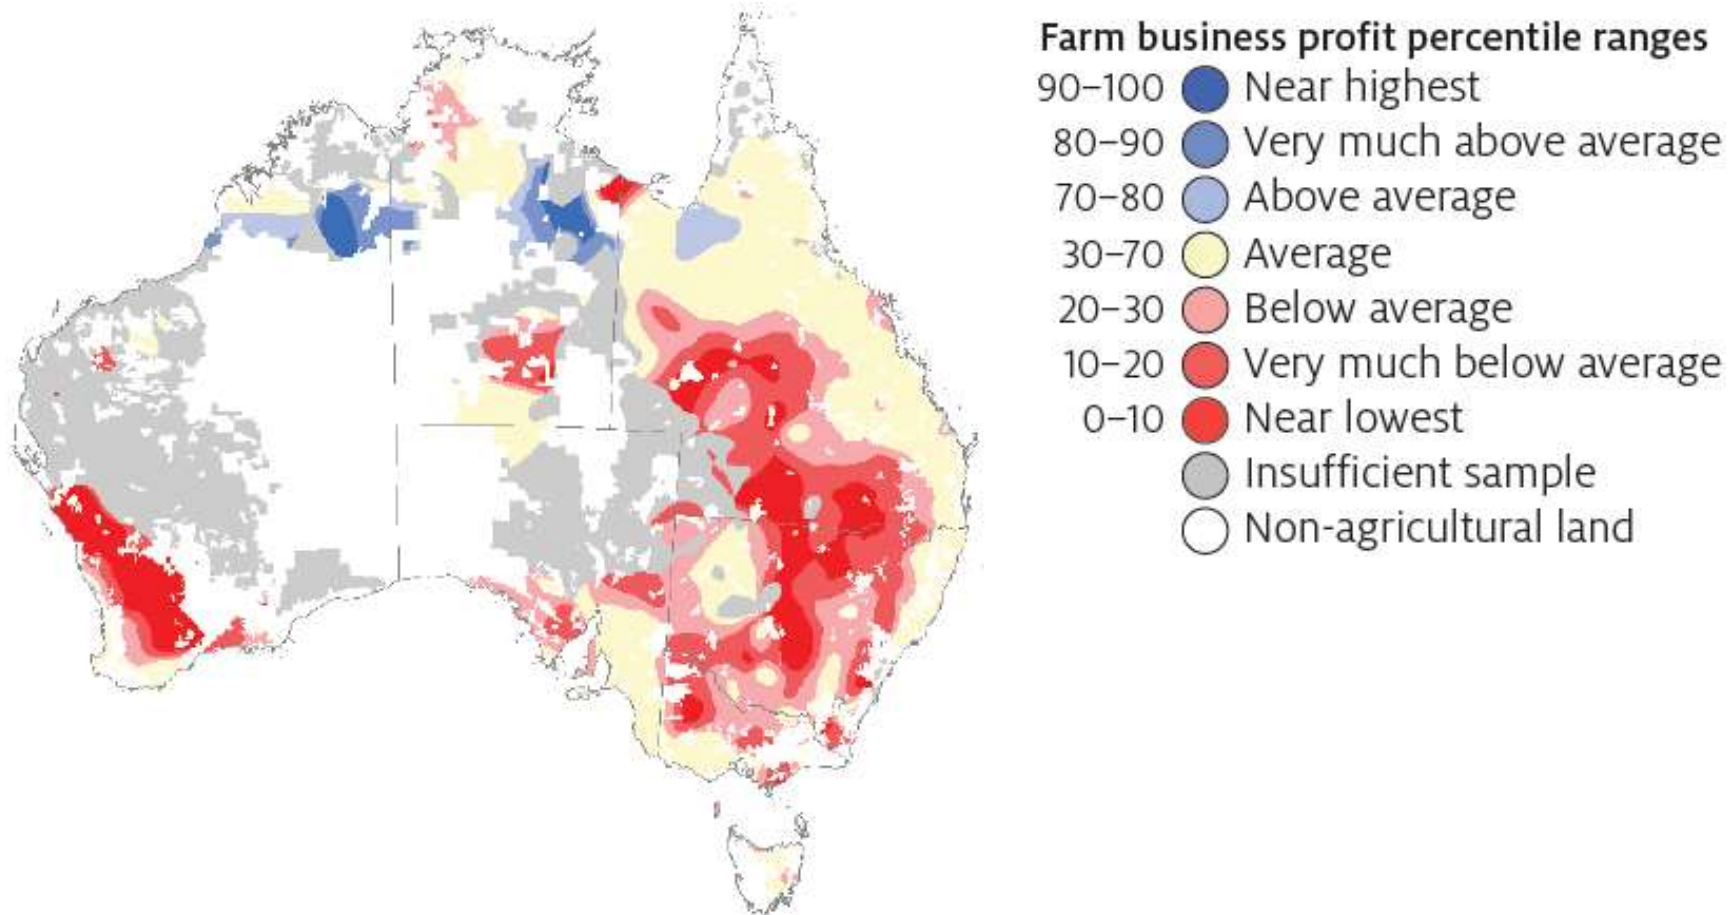 Farm business profit percentile ranges
90–100 Near highest
80–90 Very much above average
70–80 Above average
30–70 Average
20–30 Below average
10–20 Very much below average
0–10 Near lowest
Insufficient sample
Non-agricultural land